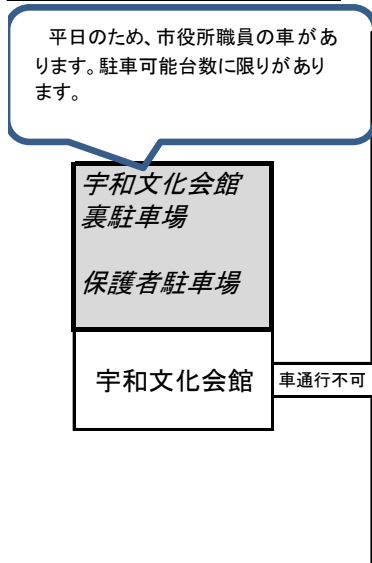 平日のため、市役所職員の車があ
ります。駐車可能台数に限りがあり
ます。
宇和文化会館
裏駐車場
保護者駐車場
宇和文化会館
車通行不可